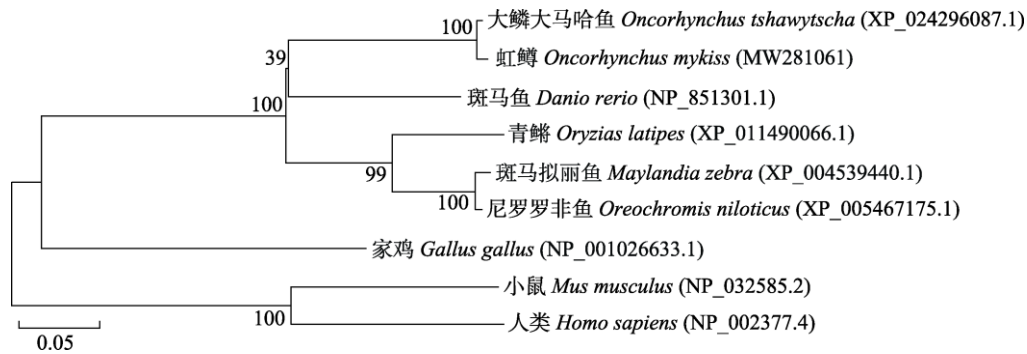 100 大鳞大马哈鱼 Oncorhynchus tshawytscha (XP_024296087.1)
虹鳟 Oncorhynchus mykiss (MW281061)
39
斑马鱼 Danio rerio (NP_851301.1)
100
青鳉 Oryzias latipes (XP_011490066.1)
99 斑马拟丽鱼 Maylandia zebra (XP_004539440.1)
100 尼罗罗非鱼 Oreochromis niloticus (XP_005467175.1)
家鸡 Gallus gallus (NP_001026633.1)
小鼠 Mus musculus (NP_032585.2)
100 人类 Homo sapiens (NP_002377.4)
0.05